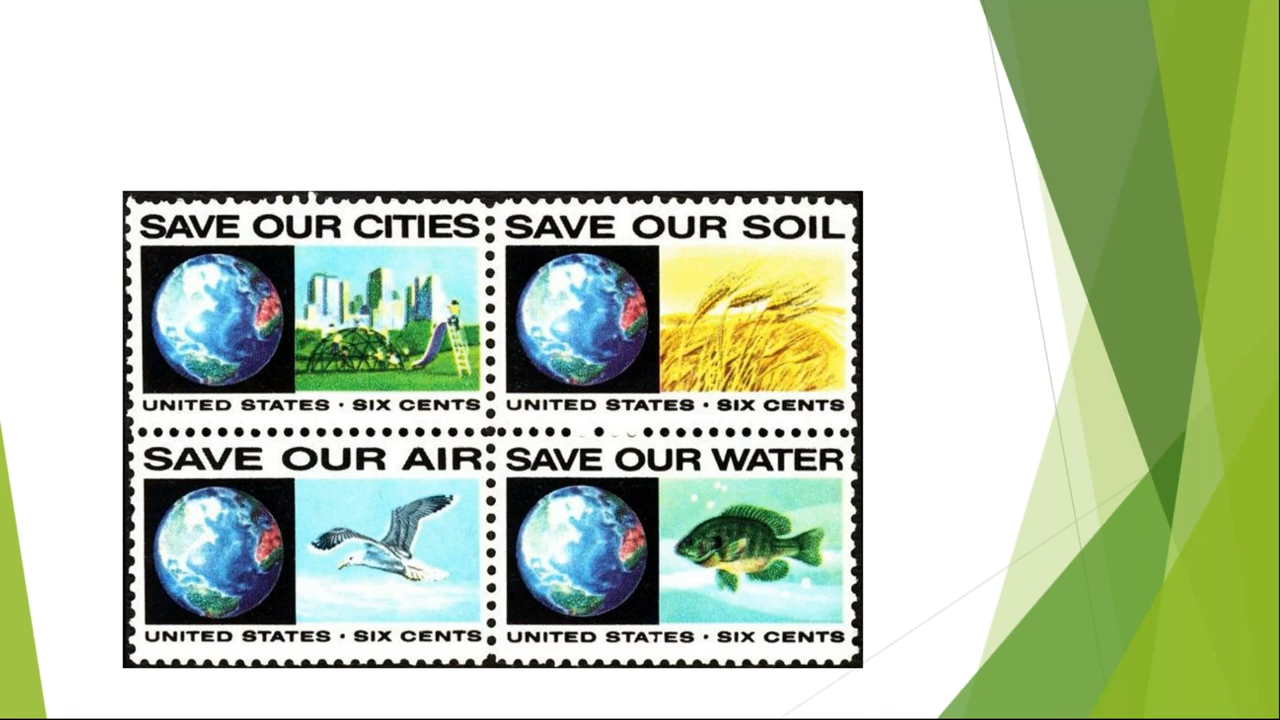 SAVE OUR CITIES
UNITED STATES · SIX CENTS
SAVE OUR SOIL
UNITED STATES · SIX CENTS
SAVE OUR AIR
UNITED STATES · SIX CENTS
SAVE OUR WATER
UNITED STATES · SIX CENTS